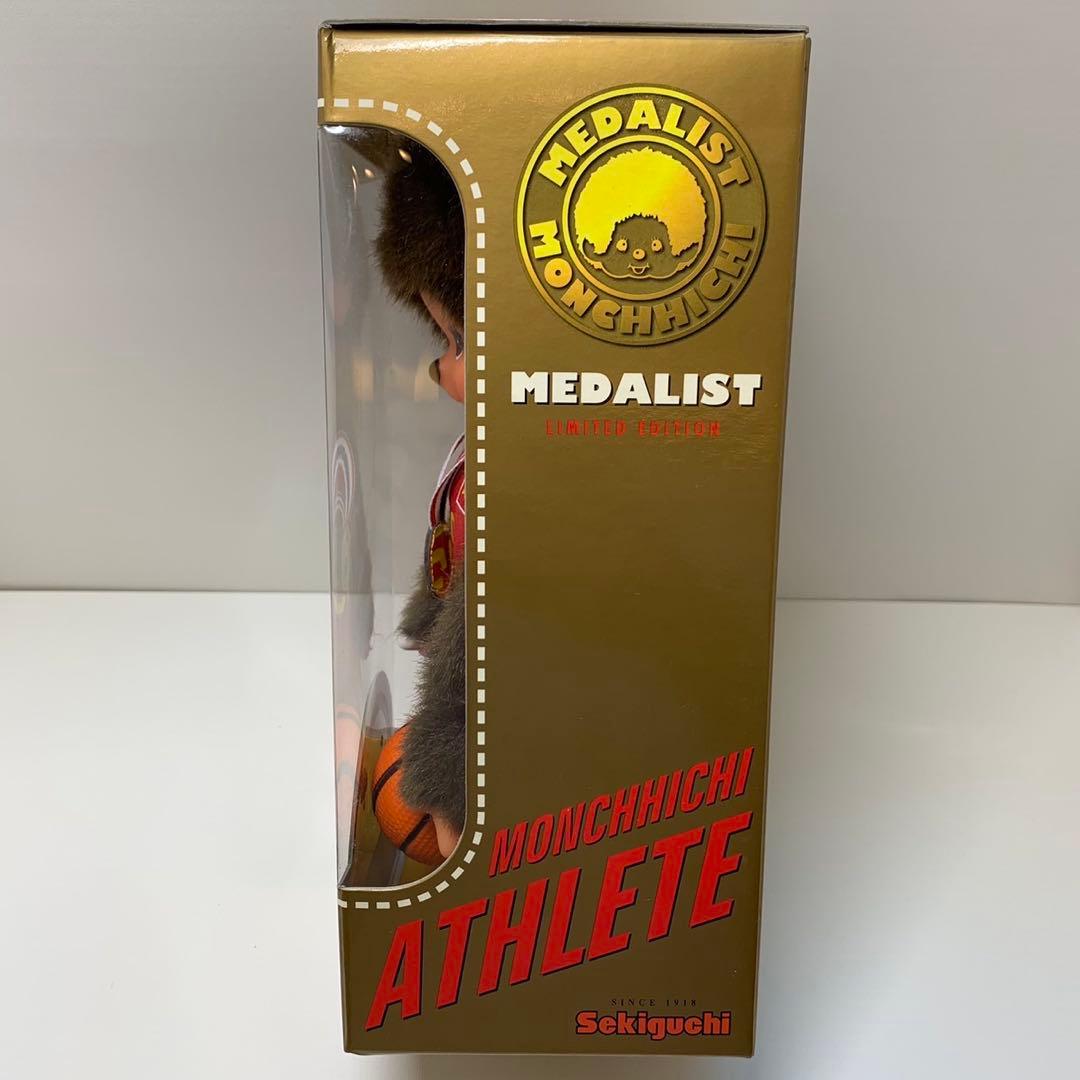 MEDALIST
MONCHHICHI
MEDALIST
LIMITED EDITION
MONCHHICHI
ATHLETE
SINCE 1918
Sekiguchi